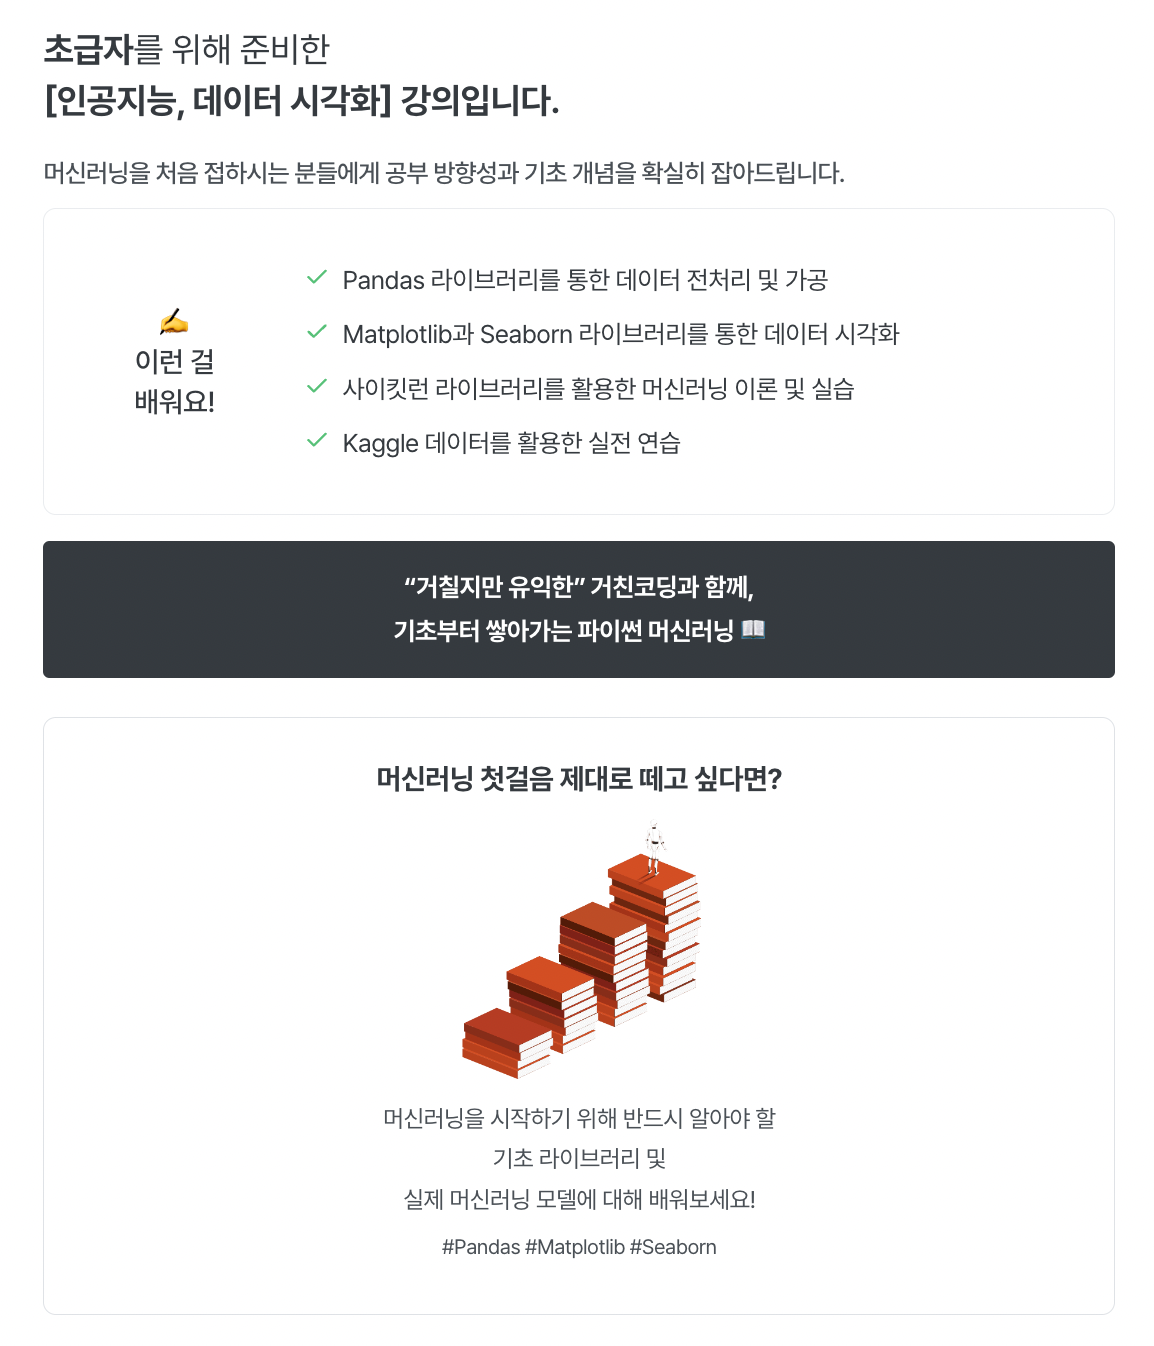 초급자를 위해 준비한
[인공지능, 데이터 시각화] 강의입니다.
머신러닝을 처음 접하시는 분들에게 공부 방향성과 기초 개념을 확실히 잡아드립니다.
✍️
이런 걸
배워요!
Pandas 라이브러리를 통한 데이터 전처리 및 가공
Matplotlib과 Seaborn 라이브러리를 통한 데이터 시각화
사이킷런 라이브러리를 활용한 머신러닝 이론 및 실습
Kaggle 데이터를 활용한 실전 연습
“거칠지만 유익한” 거친코딩과 함께,
기초부터 쌓아가는 파이썬 머신러닝 📖
머신러닝 첫걸음 제대로 떼고 싶다면?
머신러닝을 시작하기 위해 반드시 알아야 할
기초 라이브러리 및
실제 머신러닝 모델에 대해 배워보세요!
#Pandas #Matplotlib #Seaborn